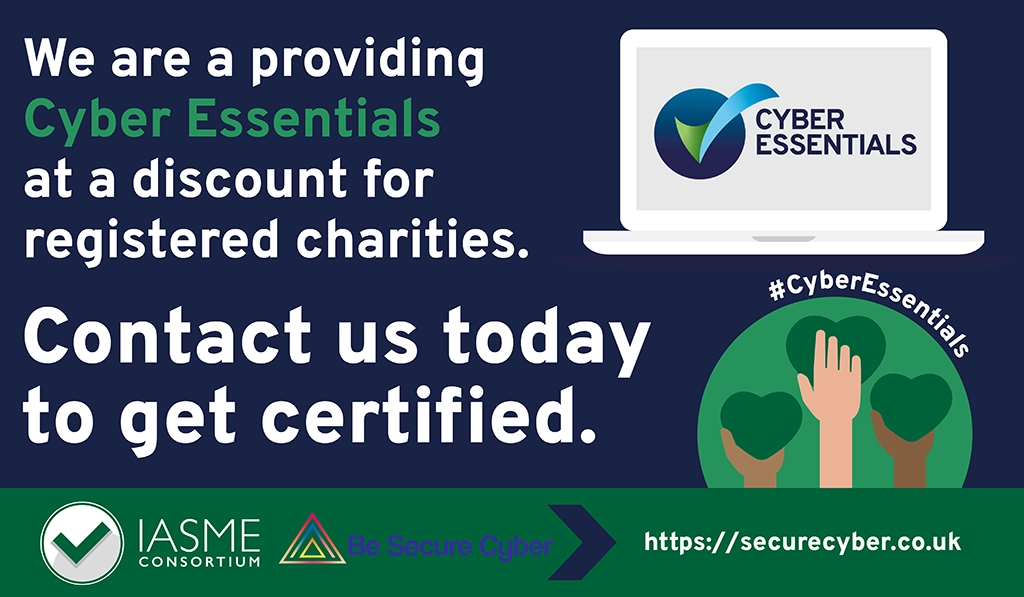 We are a providing
Cyber Essentials
at a discount for
registered charities.
Contact us today
to get certified.
CYBER
ESSENTIALS
#CyberEssentials
IASME
CONSORTIUM
Be Secure Cyber
https://securecyber.co.uk